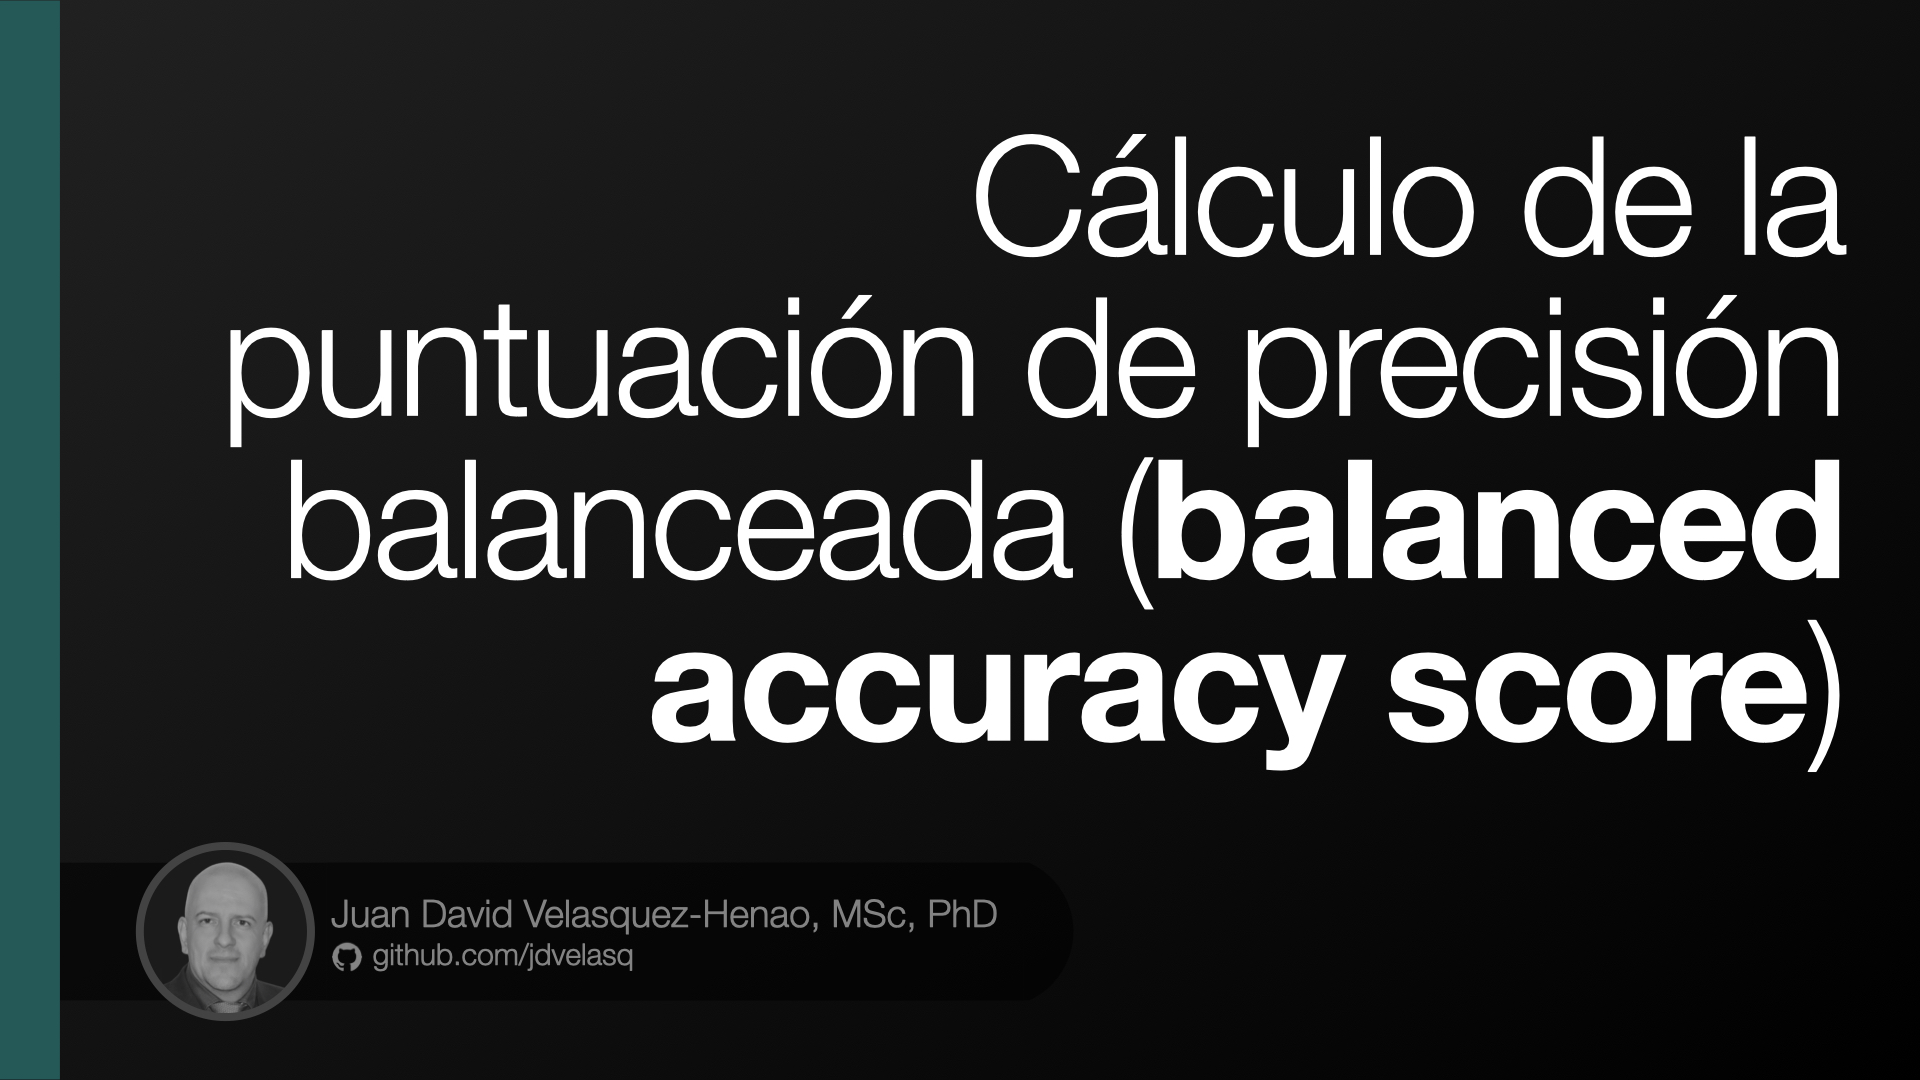 Cálculo de la
puntuación de precisión
balanceada (balanced
accuracy score)
Juan David Velasquez-Henao, MSc, PhD
github.com/jdvelasq